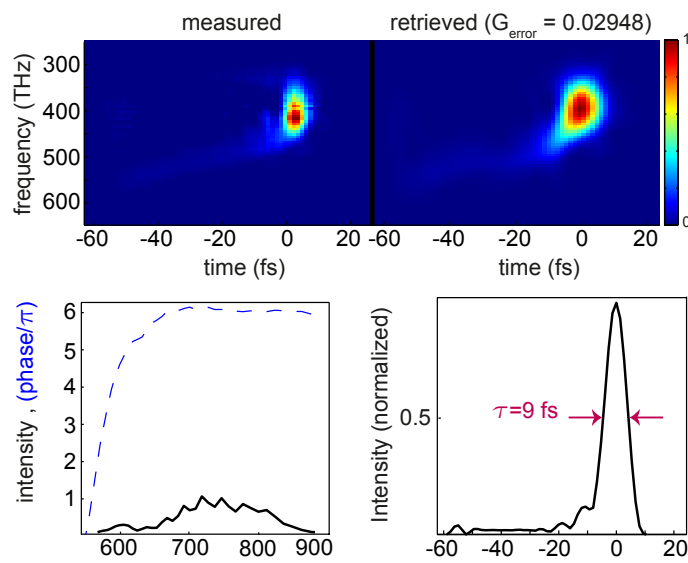 measured
retrieved (G_error = 0.02948)
frequency (THz)
300
400
500
600
-60 -40 -20 0 20
-60 -40 -20 0 20
1
0
time (fs)
time (fs)
intensity , (phase/π)
6
5
4
3
2
1
600 700 800 900
Intensity (normalized)
0.5
τ=9 fs
-60 -40 -20 0 20